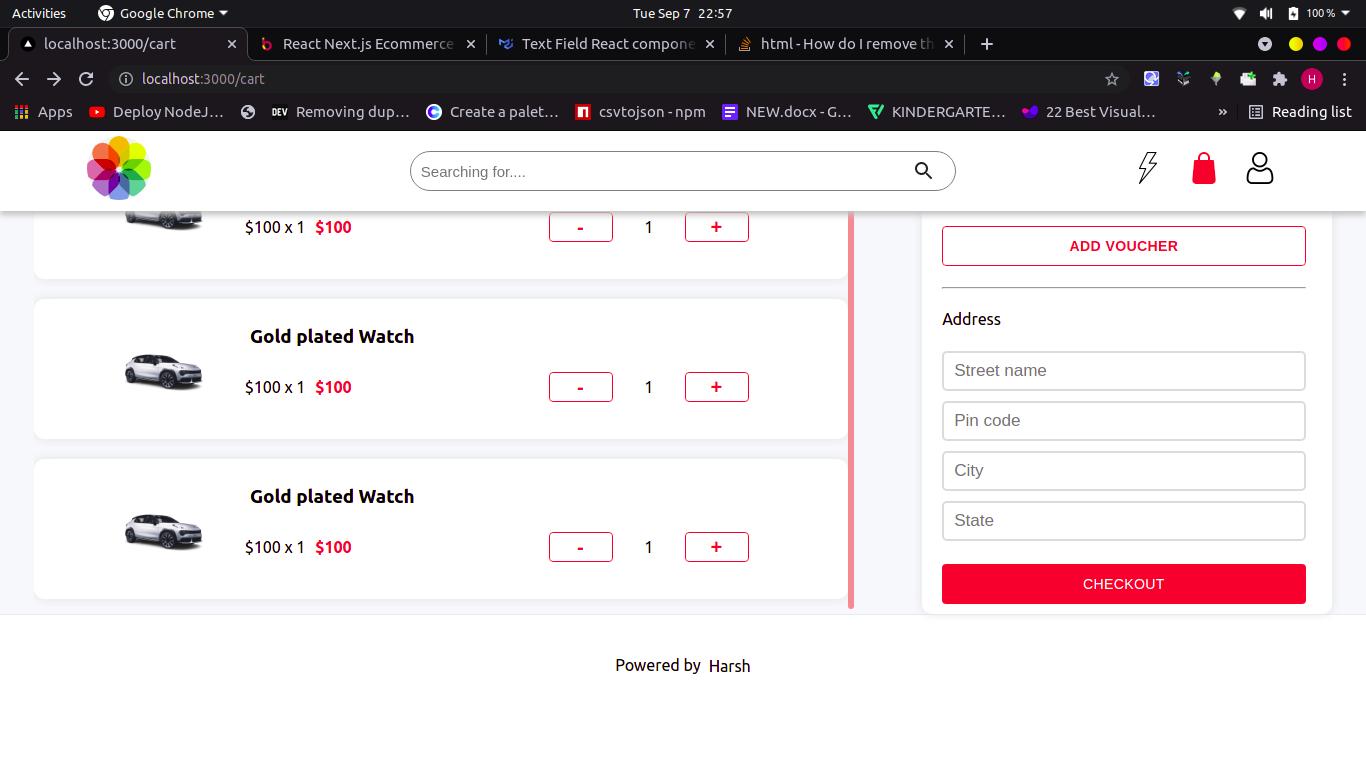 Activities Google Chrome Tue Sep 7 22:57 100 %
localhost:3000/cart React Next.js Ecommerce Text Field React compone html - How do I remove th
localhost:3000/cart H
Apps Deploy NodeJ… DEV Removing dup… Create a palet… csvtojson - npm NEW.docx - G… KINDERGARTE… 22 Best Visual… » Reading list
Searching for....
$100 x 1 $100 - 1 +
Gold plated Watch
$100 x 1 $100 - 1 +
Gold plated Watch
$100 x 1 $100 - 1 +
ADD VOUCHER
Address
Street name
Pin code
City
State
CHECKOUT
Powered by Harsh